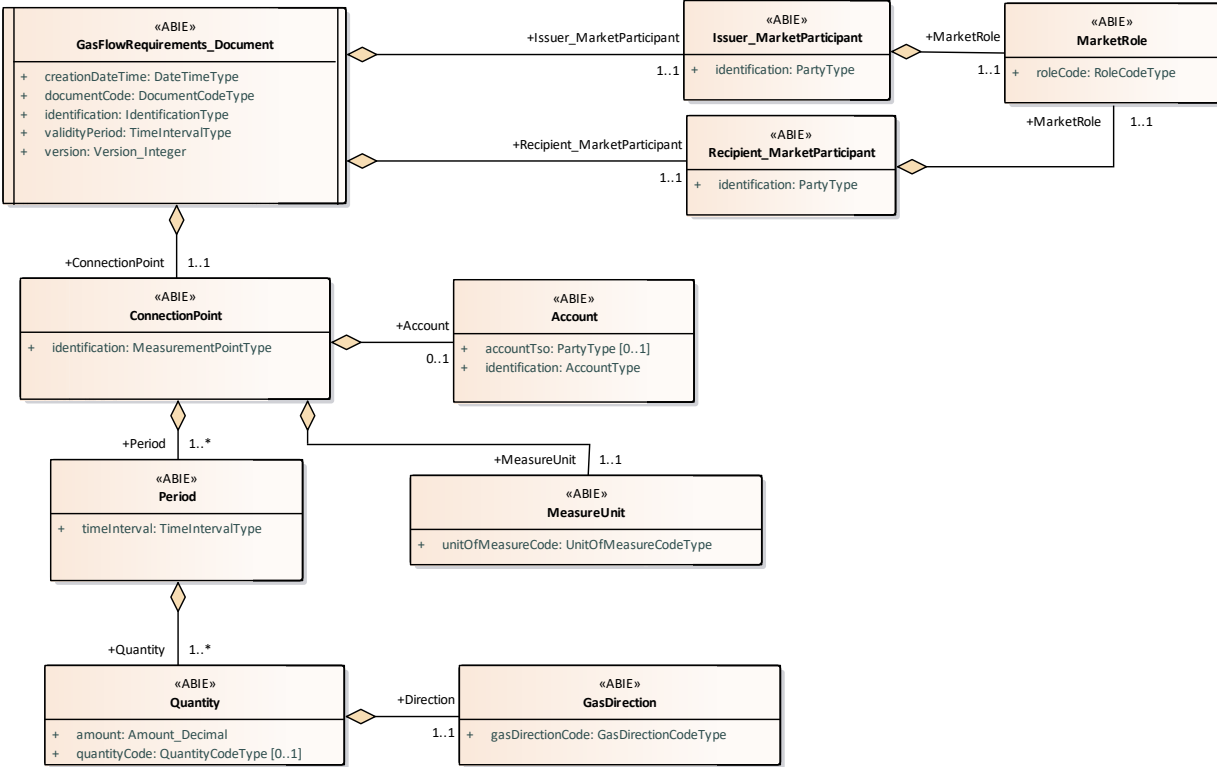 «ABIE»
GasFlowRequirements_Document
+ creationDateTime: DateTimeType
+ documentCode: DocumentCodeType
+ identification: IdentificationType
+ validityPeriod: TimeIntervalType
+ version: Version_Integer
+Issuer_MarketParticipant
1..1
«ABIE»
Issuer_MarketParticipant
+ identification: PartyType
+MarketRole
1..1
«ABIE»
MarketRole
+ roleCode: RoleCodeType
+Recipient_MarketParticipant
1..1
«ABIE»
Recipient_MarketParticipant
+ identification: PartyType
+MarketRole 1..1
+ConnectionPoint 1..1
«ABIE»
ConnectionPoint
+ identification: MeasurementPointType
+Account
0..1
«ABIE»
Account
+ accountTso: PartyType [0..1]
+ identification: AccountType
+Period 1..*
+MeasureUnit 1..1
«ABIE»
Period
+ timeInterval: TimeIntervalType
«ABIE»
MeasureUnit
+ unitOfMeasureCode: UnitOfMeasureCodeType
+Quantity 1..*
«ABIE»
Quantity
+ amount: Amount_Decimal
+ quantityCode: QuantityCodeType [0..1]
+Direction
1..1
«ABIE»
GasDirection
+ gasDirectionCode: GasDirectionCodeType